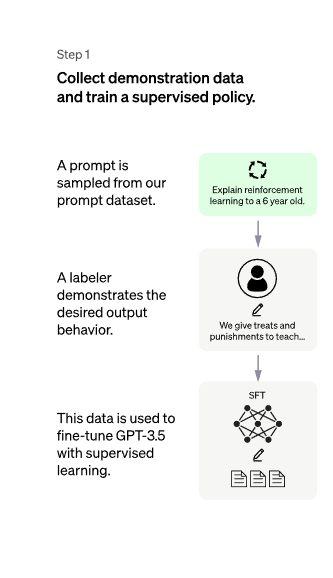 Step 1
Collect demonstration data
and train a supervised policy.
A prompt is
sampled from our
prompt dataset.
Explain reinforcement
learning to a 6 year old.
A labeler
demonstrates the
desired output
behavior.
We give treats and
punishments to teach...
This data is used to
fine-tune GPT-3.5
with supervised
learning.
SFT